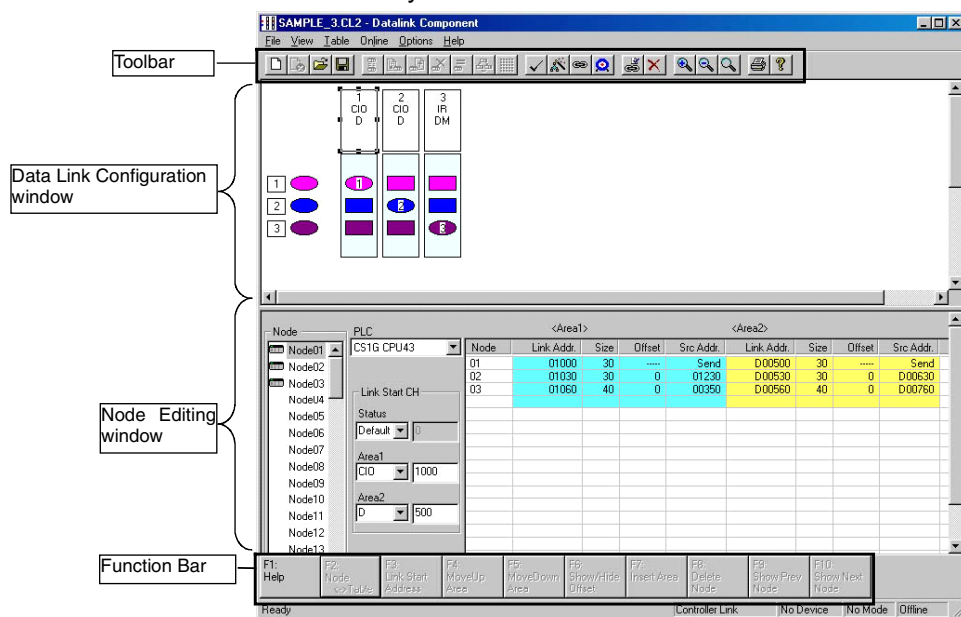 SAMPLE_3.CL2 - Datalink Component
File View Table Online Options Help
Toolbar
1 2 3
CIO CIO IR
D D DM
Data Link Configuration
window
1 1
2 2
3 3
Node PLC <Area1> <Area2>
CS1G CPU43
Node Link Addr. Size Offset Src Addr. Link Addr. Size Offset Src Addr.
01 01000 30 ----- Send D00500 30 ----- Send
02 01030 30 0 01230 D00530 30 0 D00630
03 01060 40 0 00350 D00560 40 0 D00760
Node01
Node02
Node03
Node04
Node05
Node06
Node07
Node08
Node09
Node10
Node11
Node12
Node13
Link Start CH
Status
Default 0
Area1
CIO 1000
Area2
D 500
Node Editing
window
Function Bar
F1: Help
F2: Node <->Table
F3: Link Start Address
F4: MoveUp Area
F5: MoveDown Area
F6: Show/Hide Offset
F7: Insert Area
F8: Delete Node
F9: Show Prev Node
F10: Show Next Node
Ready Controller Link No Device No Mode Offline